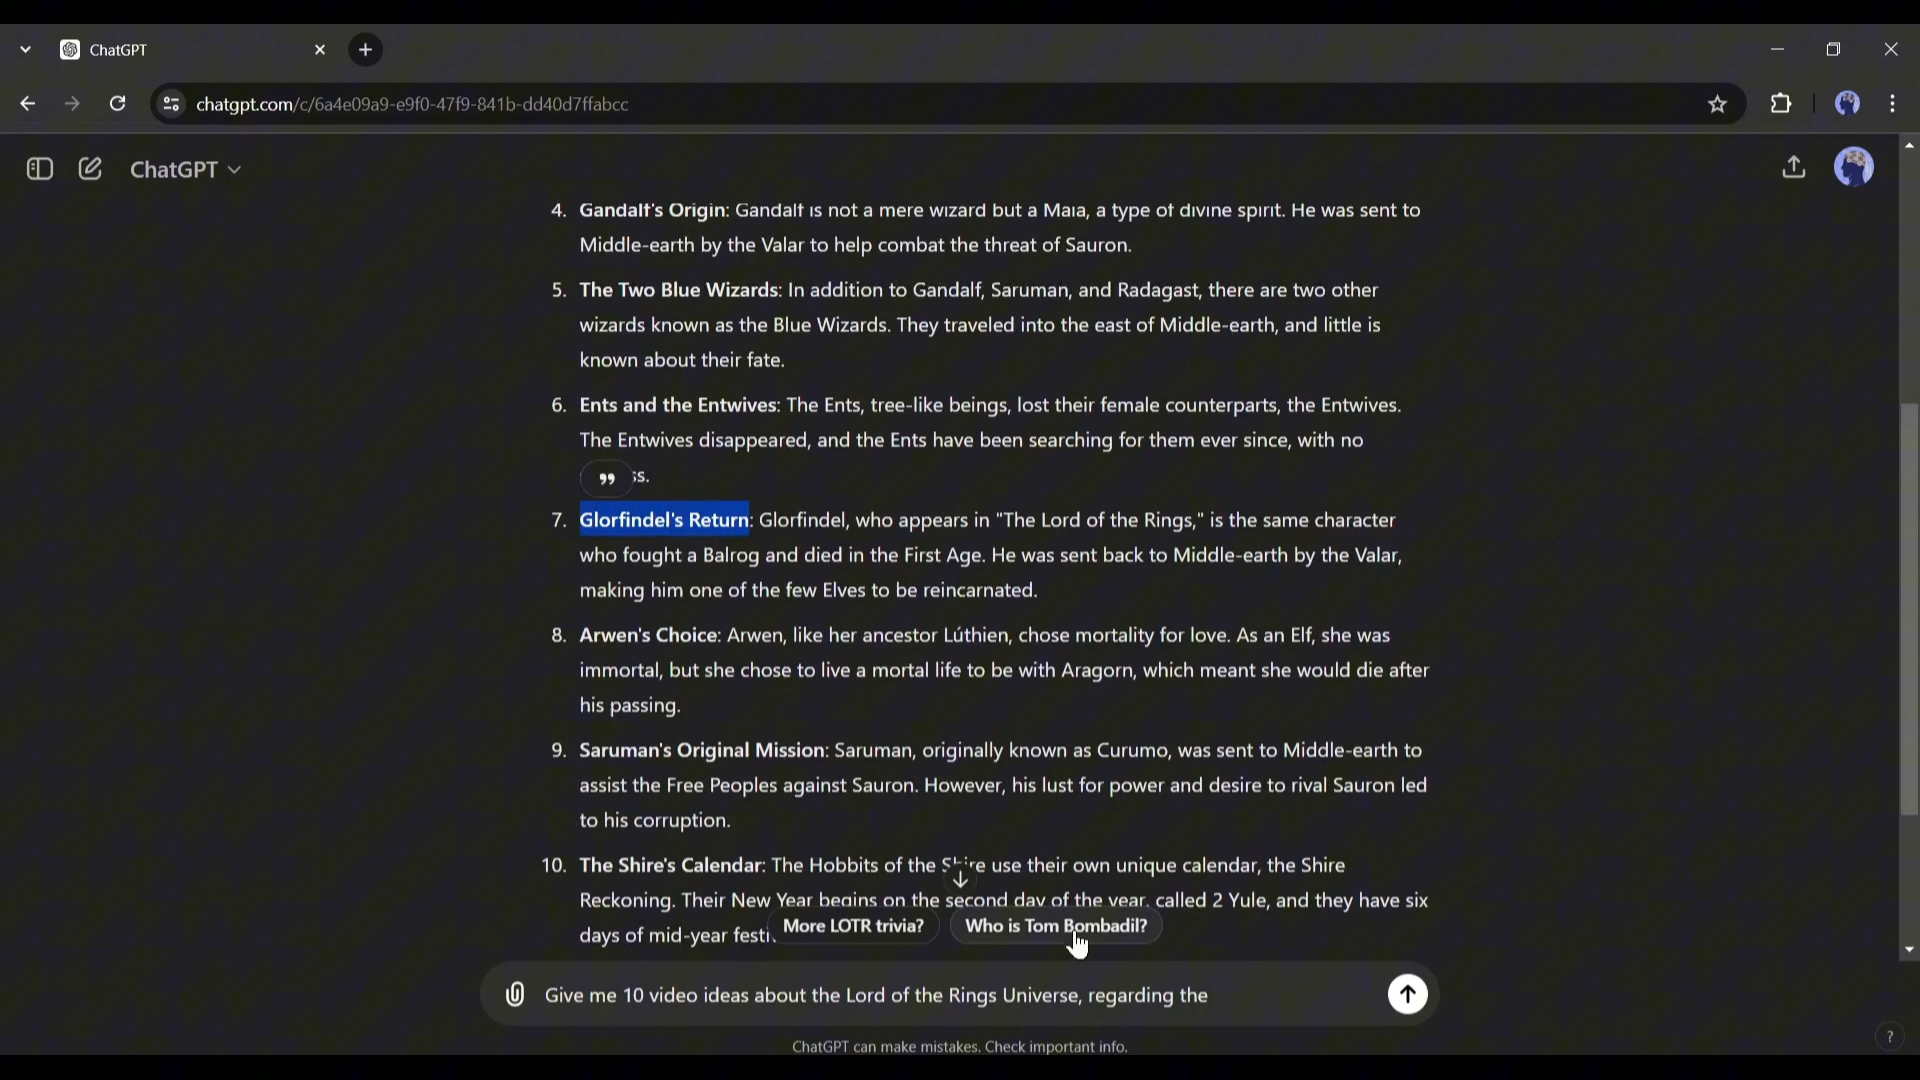 ChatGPT
chatgpt.com/c/6a4e09a9-e9f0-47f9-841b-dd40d7ffabcc
ChatGPT
4. Gandalf's Origin: Gandalf is not a mere wizard but a Maia, a type of divine spirit. He was sent to
Middle-earth by the Valar to help combat the threat of Sauron.
5. The Two Blue Wizards: In addition to Gandalf, Saruman, and Radagast, there are two other
wizards known as the Blue Wizards. They traveled into the east of Middle-earth, and little is
known about their fate.
6. Ents and the Entwives: The Ents, tree-like beings, lost their female counterparts, the Entwives.
The Entwives disappeared, and the Ents have been searching for them ever since, with no
ss.
7. Glorfindel's Return: Glorfindel, who appears in "The Lord of the Rings," is the same character
who fought a Balrog and died in the First Age. He was sent back to Middle-earth by the Valar,
making him one of the few Elves to be reincarnated.
8. Arwen's Choice: Arwen, like her ancestor Lúthien, chose mortality for love. As an Elf, she was
immortal, but she chose to live a mortal life to be with Aragorn, which meant she would die after
his passing.
9. Saruman's Original Mission: Saruman, originally known as Curumo, was sent to Middle-earth to
assist the Free Peoples against Sauron. However, his lust for power and desire to rival Sauron led
to his corruption.
10. The Shire's Calendar: The Hobbits of the Shire use their own unique calendar, the Shire
Reckoning. Their New Year begins on the second day of the year, called 2 Yule, and they have six
days of mid-year festi
More LOTR trivia? Who is Tom Bombadil?
Give me 10 video ideas about the Lord of the Rings Universe, regarding the
ChatGPT can make mistakes. Check important info.
?